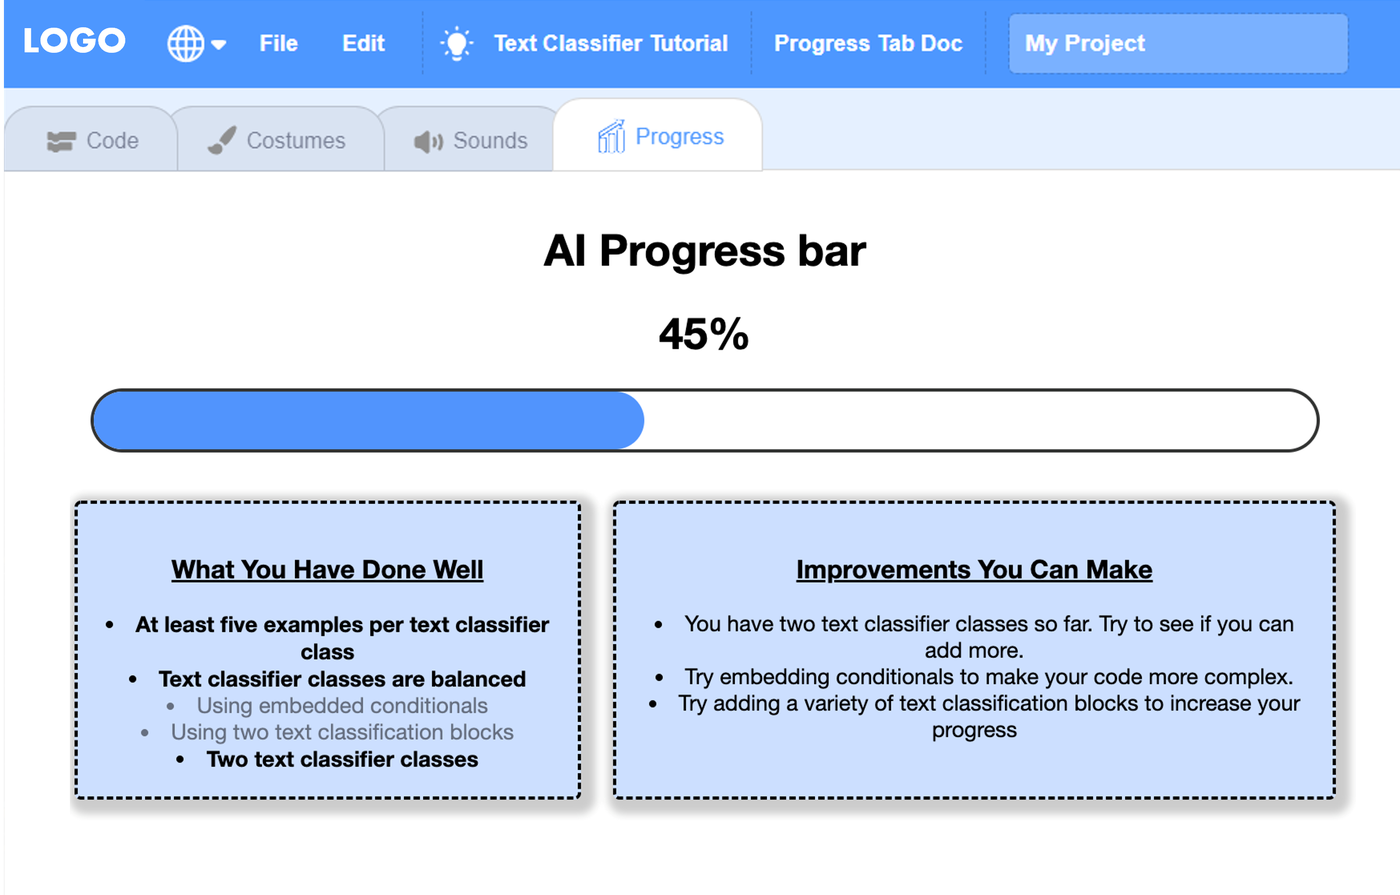 LOGO
File
Edit
Text Classifier Tutorial
Progress Tab Doc
My Project
Code
Costumes
Sounds
Progress
AI Progress bar
45%
What You Have Done Well
• At least five examples per text classifier
class
• Text classifier classes are balanced
• Using embedded conditionals
• Using two text classification blocks
• Two text classifier classes
Improvements You Can Make
• You have two text classifier classes so far. Try to see if you can
add more.
• Try embedding conditionals to make your code more complex.
• Try adding a variety of text classification blocks to increase your
progress